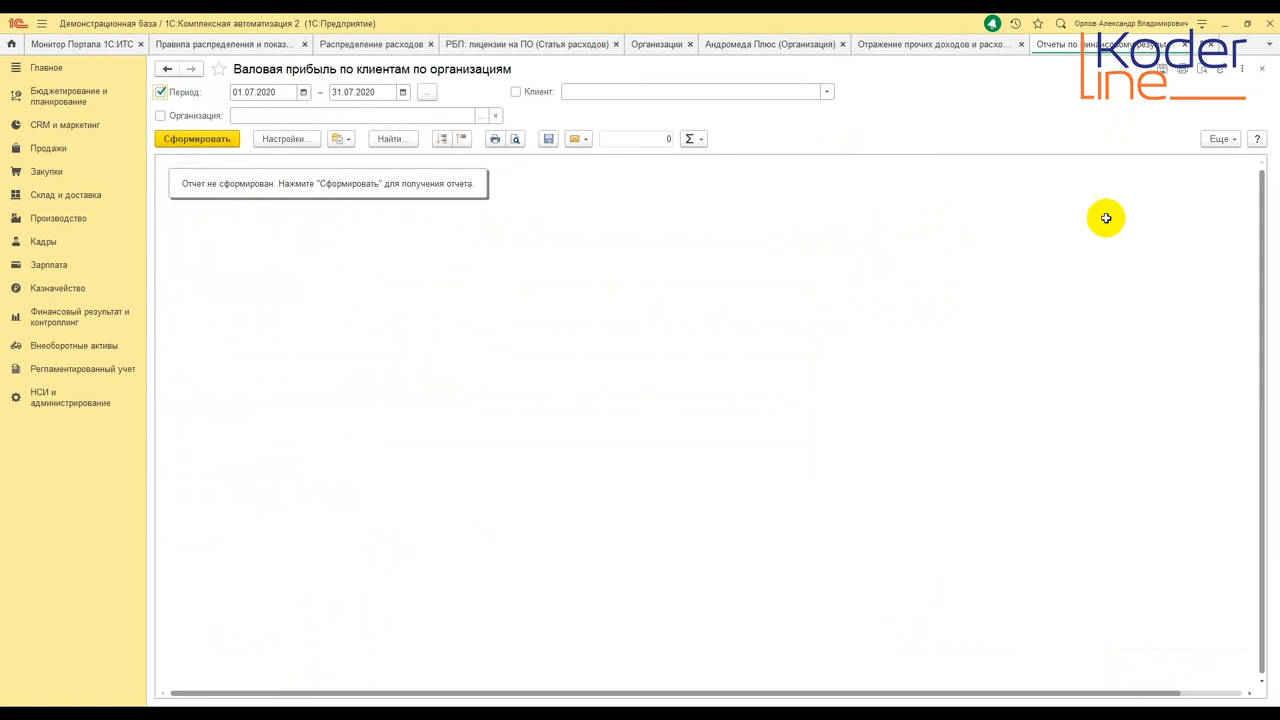 Демонстрационная база / 1С:Комплексная автоматизация 2 (1С:Предприятие)
Орлов Александр Владимирович
Монитор Портала 1С:ИТС
Правила распределения и показ...
Распределение расходов
РБП: лицензии на ПО (Статья расходов)
Организации
Андромеда Плюс (Организация)
Отражение прочих доходов и расхо...
Отчеты по финансовому результ...
Koder
line
Главное
Бюджетирование и
планирование
CRM и маркетинг
Продажи
Закупки
Склад и доставка
Производство
Кадры
Зарплата
Казначейство
Финансовый результат и
контроллинг
Внеоборотные активы
Регламентированный учет
НСИ и
администрирование
Валовая прибыль по клиентам по организациям
Период: 01.07.2020 – 31.07.2020 ...
Клиент:
Организация: ...
Сформировать Настройки... Найти... 0 Σ Еще ?
Отчет не сформирован. Нажмите "Сформировать" для получения отчета.